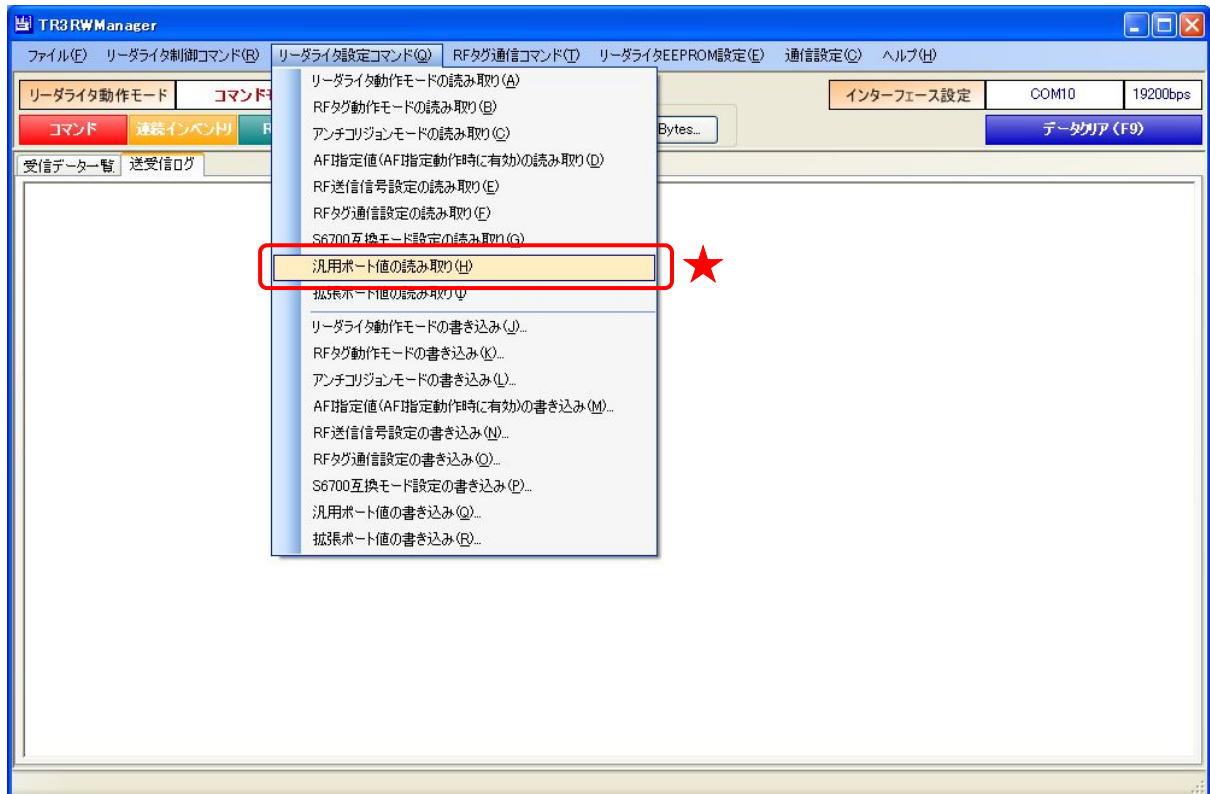 TR3RWManager
ファイル(F) リーダライタ制御コマンド(R) リーダライタ設定コマンド(Q) RFタグ通信コマンド(T) リーダライタEEPROM設定(E) 通信設定(C) ヘルプ(H)
リーダライタ動作モード コマンドモ インターフェース設定 COM10 19200bps
コマンド 連続インベントリ R Bytes... データクリア(F9)
受信データ一覧 送受信ログ
リーダライタ動作モードの読み取り(A)
RFタグ動作モードの読み取り(B)
アンチコリジョンモードの読み取り(C)
AFI指定値(AFI指定動作時に有効)の読み取り(D)
RF送信信号設定の読み取り(E)
RFタグ通信設定の読み取り(F)
S6700互換モード設定の読み取り(G)
汎用ポート値の読み取り(H)
★
拡張ポート値の読み取り(I)
リーダライタ動作モードの書き込み(J)...
RFタグ動作モードの書き込み(K)...
アンチコリジョンモードの書き込み(L)...
AFI指定値(AFI指定動作時に有効)の書き込み(M)...
RF送信信号設定の書き込み(N)...
RFタグ通信設定の書き込み(O)...
S6700互換モード設定の書き込み(P)...
汎用ポート値の書き込み(Q)...
拡張ポート値の書き込み(R)...